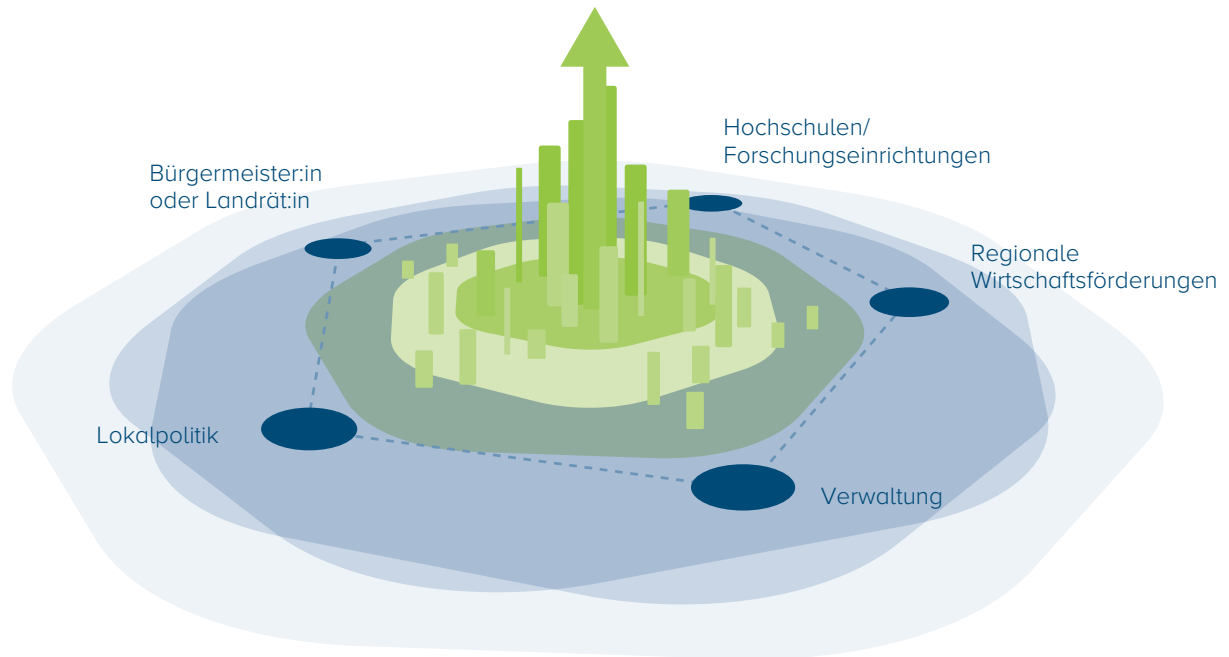 Hochschulen/
Forschungseinrichtungen
Bürgermeister:in
oder Landrät:in
Regionale
Wirtschaftsförderungen
Lokalpolitik
Verwaltung